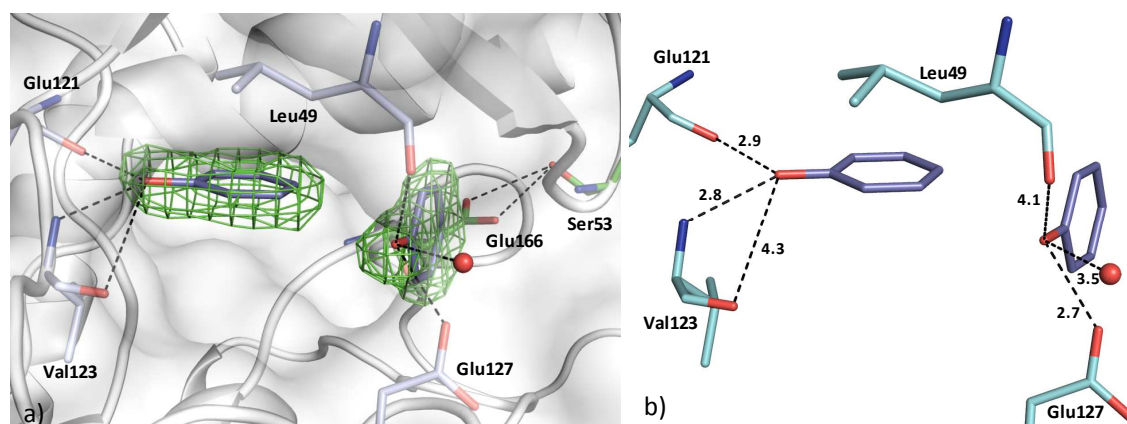 Glu121
Leu49
Ser53
Glu166
Val123
Glu127
a)
Glu121
Leu49
2.9
2.8
4.1
4.3
3.5
2.7
Val123
Glu127
b)